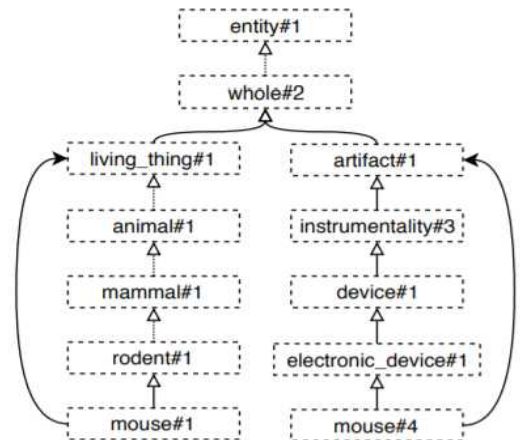 entity#1
whole#2
living_thing#1
artifact#1
animal#1
instrumentality#3
mammal#1
device#1
rodent#1
electronic_device#1
mouse#1
mouse#4